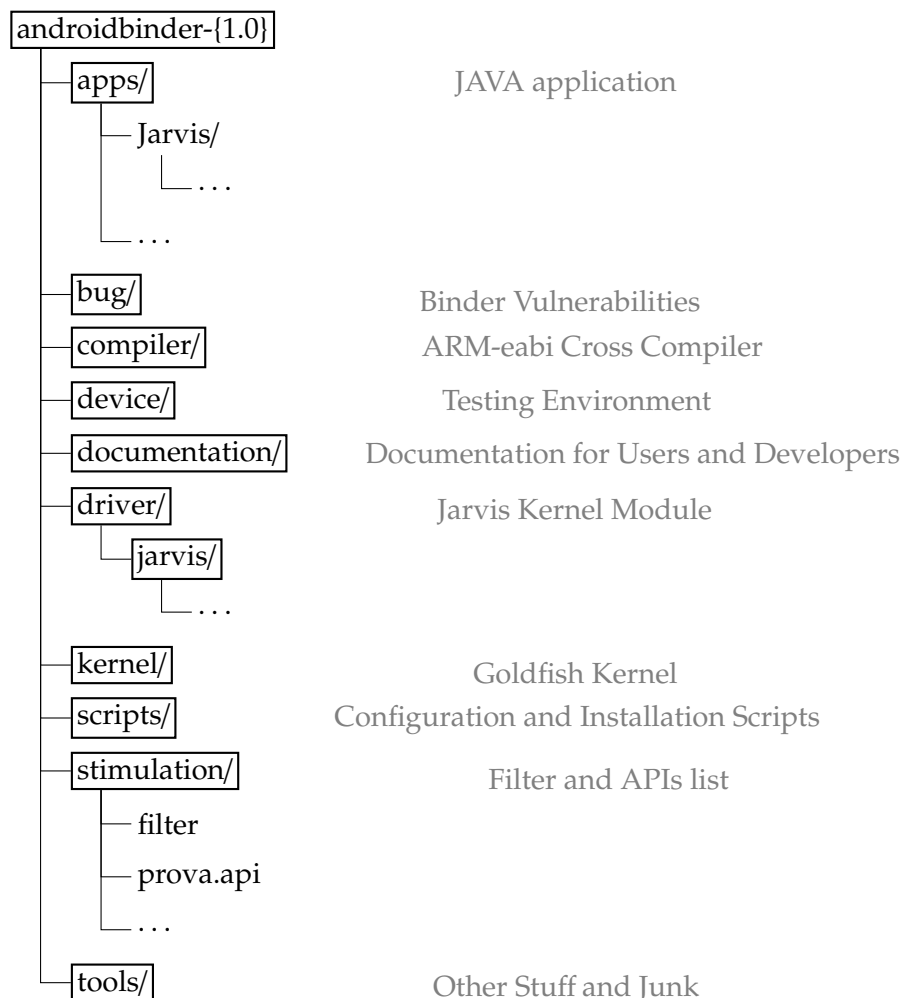 androidbinder-{1.0}
apps/ JAVA application
Jarvis/
. . .
. . .
bug/ Binder Vulnerabilities
compiler/ ARM-eabi Cross Compiler
device/ Testing Environment
documentation/ Documentation for Users and Developers
driver/ Jarvis Kernel Module
jarvis/
. . .
kernel/ Goldfish Kernel
scripts/ Configuration and Installation Scripts
stimulation/ Filter and APIs list
filter
prova.api
. . .
tools/ Other Stuff and Junk